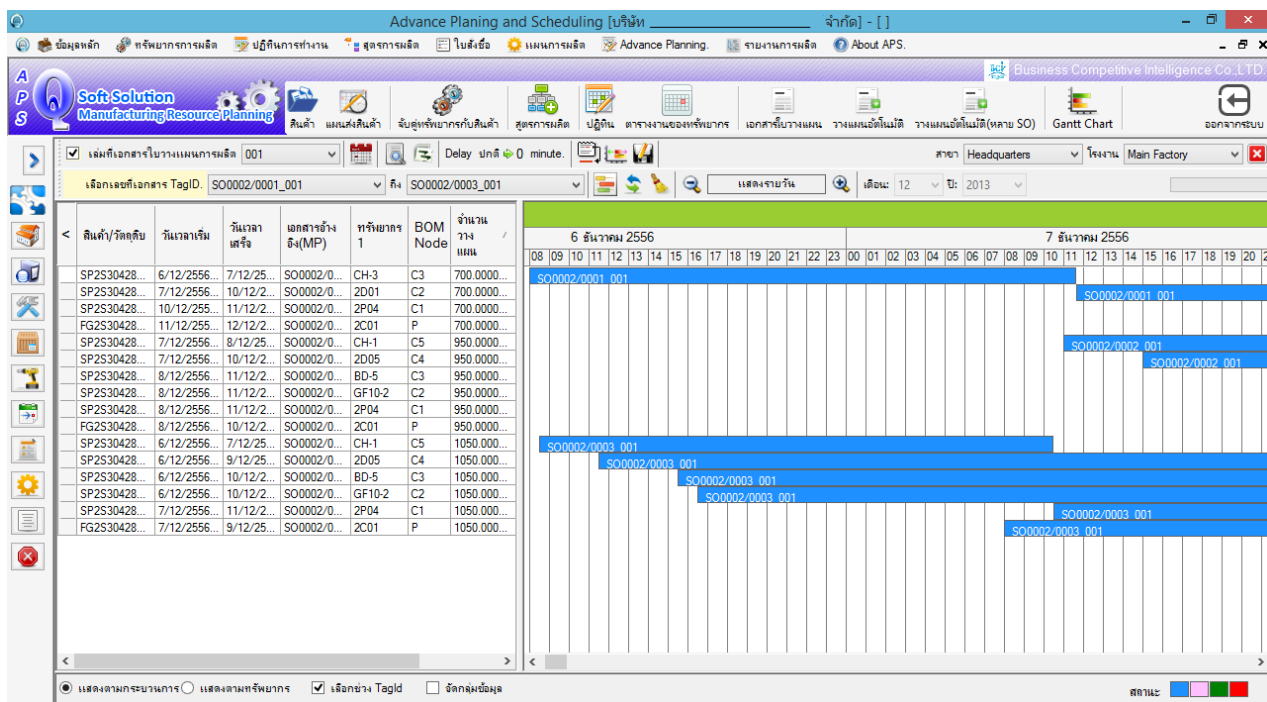 Advance Planing and Scheduling [บริษัท ____________________ จำกัด] - [ ]
ข้อมูลหลัก ทรัพยากรการผลิต ปฏิทินการทำงาน สูตรการผลิต ใบสั่งซื้อ แผนการผลิต Advance Planning. รายงานการผลิต About APS.
Business Competitive Intelligence Co.,LTD.
APS
Soft Solution
Manufacturing Resource Planning
สินค้า แผนส่งสินค้า จับคู่ทรัพยากรกับสินค้า สูตรการผลิต ปฏิทิน ตารางงานของทรัพยากร เอกสารใบวางแผน วางแผนอัตโนมัติ วางแผนอัตโนมัติ(หลาย SO) Gantt Chart ออกจากระบบ
เล่มที่เอกสารใบวางแผนการผลิต 001 Delay ปกติ 0 minute. สาขา Headquarters โรงงาน Main Factory
เลือกเลขที่เอกสาร TagID. SO0002/0001_001 ถึง SO0002/0003_001 แสดงรายวัน เดือน: 12 ปี: 2013
< สินค้า/วัตถุดิบ วันเวลาเริ่ม วันเวลาเสร็จ เอกสารอ้างอิง(MP) ทรัพยากร 1 BOM Node จำนวนวางแผน
6 ธันวาคม 2556 7 ธันวาคม 2556
08 09 10 11 12 13 14 15 16 17 18 19 20 21 22 23 00 01 02 03 04 05 06 07 08 09 10 11 12 13 14 15 16 17 18 19 20 2
SP2S30428... 6/12/2556... 7/12/25... SO0002/0... CH-3 C3 700.0000... SO0002/0001_001
SP2S30428... 7/12/2556... 10/12/2... SO0002/0... 2D01 C2 700.0000... SO0002/0001_001
SP2S30428... 10/12/255... 11/12/2... SO0002/0... 2P04 C1 700.0000...
FG2S30428... 11/12/255... 12/12/2... SO0002/0... 2C01 P 700.0000...
SP2S30428... 7/12/2556... 8/12/25... SO0002/0... CH-1 C5 950.0000... SO0002/0002_001
SP2S30428... 7/12/2556... 10/12/2... SO0002/0... 2D05 C4 950.0000... SO0002/0002_001
SP2S30428... 8/12/2556... 11/12/2... SO0002/0... BD-5 C3 950.0000...
SP2S30428... 8/12/2556... 11/12/2... SO0002/0... GF10-2 C2 950.0000...
SP2S30428... 8/12/2556... 11/12/2... SO0002/0... 2P04 C1 950.0000...
FG2S30428... 8/12/2556... 10/12/2... SO0002/0... 2C01 P 950.0000...
SP2S30428... 6/12/2556... 7/12/25... SO0002/0... CH-1 C5 1050.000... SO0002/0003_001
SP2S30428... 6/12/2556... 9/12/25... SO0002/0... 2D05 C4 1050.000... SO0002/0003_001
SP2S30428... 6/12/2556... 10/12/2... SO0002/0... BD-5 C3 1050.000... SO0002/0003_001
SP2S30428... 6/12/2556... 10/12/2... SO0002/0... GF10-2 C2 1050.000... SO0002/0003_001
SP2S30428... 7/12/2556... 11/12/2... SO0002/0... 2P04 C1 1050.000... SO0002/0003_001
FG2S30428... 7/12/2556... 9/12/25... SO0002/0... 2C01 P 1050.000... SO0002/0003_001
แสดงตามกระบวนการ แสดงตามทรัพยากร เลือกช่วง TagId จัดกลุ่มข้อมูล สถานะ